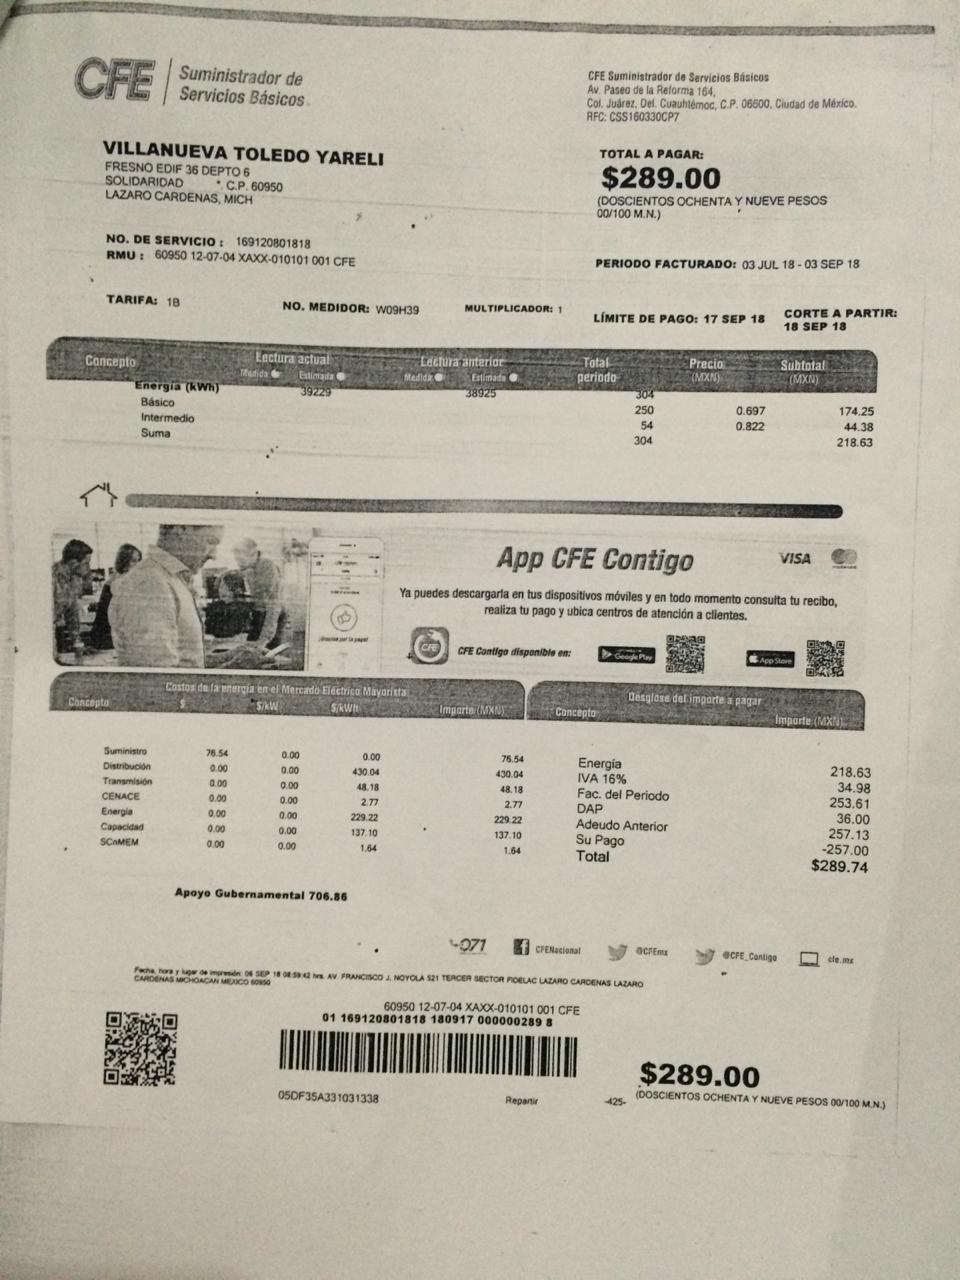 CFE Suministrador de
Servicios Básicos
CFE Suministrador de Servicios Básicos
Av. Paseo de la Reforma 164,
Col. Juárez, Del. Cuauhtémoc, C.P. 06600, Ciudad de México.
RFC: CSS160330CP7
VILLANUEVA TOLEDO YARELI
FRESNO EDIF 36 DEPTO 6
SOLIDARIDAD C.P. 60950
LAZARO CARDENAS, MICH
TOTAL A PAGAR:
$289.00
(DOSCIENTOS OCHENTA Y NUEVE PESOS
00/100 M.N.)
NO. DE SERVICIO : 169120801818
RMU : 60950 12-07-04 XAXX-010101 001 CFE
PERIODO FACTURADO: 03 JUL 18 - 03 SEP 18
TARIFA: 1B NO. MEDIDOR: W09H39 MULTIPLICADOR: 1
LÍMITE DE PAGO: 17 SEP 18 CORTE A PARTIR:
18 SEP 18
Concepto Lectura actual Lectura anterior Total Precio Subtotal
Medida Estimada Medida Estimada periodo (MXN) (MXN)
Energía (kWh) 39229 38925 304
Básico 250 0.697 174.25
Intermedio 54 0.822 44.38
Suma 304 218.63
App CFE Contigo VISA
Ya puedes descargarla en tus dispositivos móviles y en todo momento consulta tu recibo,
realiza tu pago y ubica centros de atención a clientes.
CFE CFE Contigo disponible en: Google Play App Store
Costos de la energía en el Mercado Eléctrico Mayorista
Concepto $ $/kW $/kWh Importe (MXN)
Suministro 76.54 0.00 0.00 76.54
Distribución 0.00 0.00 430.04 430.04
Transmisión 0.00 0.00 48.18 48.18
CENACE 0.00 0.00 2.77 2.77
Energía 0.00 0.00 229.22 229.22
Capacidad 0.00 0.00 137.10 137.10
SCnMEM 0.00 0.00 1.64 1.64
Apoyo Gubernamental 706.86
Desglose del importe a pagar
Concepto Importe (MXN)
Energía 218.63
IVA 16% 34.98
Fac. del Periodo 253.61
DAP 36.00
Adeudo Anterior 257.13
Su Pago -257.00
Total $289.74
071 CFENacional @CFEmx @CFE_Contigo cfe.mx
Fecha, hora y lugar de impresión: 06 SEP 18 08:59:42 hrs. AV. FRANCISCO J. NOYOLA 521 TERCER SECTOR FIDELAC LAZARO CARDENAS LAZARO
CARDENAS MICHOACAN MEXICO 60950
60950 12-07-04 XAXX-010101 001 CFE
01 169120801818 180917 000000289 8
05DF35A331031338 Repartir -425-
$289.00
(DOSCIENTOS OCHENTA Y NUEVE PESOS 00/100 M.N.)